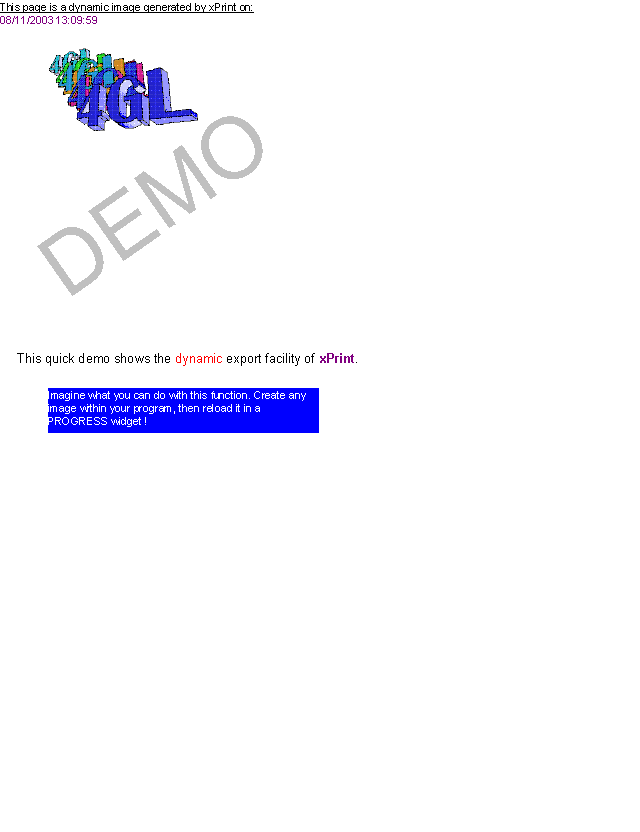 This page is a dynamic image generated by xPrint on:
08/11/2003 13:09:59
4GL
DEMO
This quick demo shows the dynamic export facility of xPrint.
Imagine what you can do with this function. Create any
image within your program, then reload it in a
PROGRESS widget !